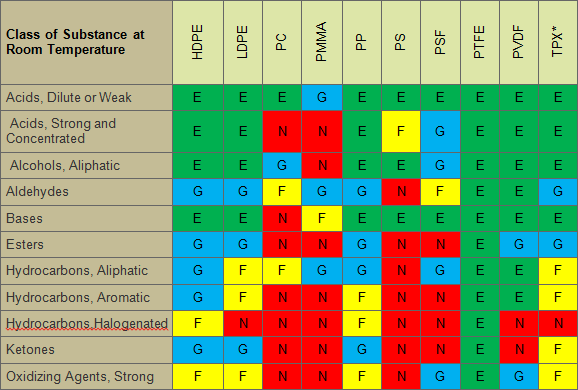 Class of Substance at Room Temperature HDPE LDPE PC PMMA PP PS PSF PTFE PVDF TPX*
Acids, Dilute or Weak E E E G E E E E E E
Acids, Strong and Concentrated E E N N E F G E E E
Alcohols, Aliphatic E E G N E E G E E E
Aldehydes G G F G G N F E E G
Bases E E N F E E E E E E
Esters G G N N G N N E G G
Hydrocarbons, Aliphatic G F F G G N G E E F
Hydrocarbons, Aromatic G F N N F N N E E F
Hydrocarbons.Halogenated F N N N F N N E N N
Ketones G G N N G N N E N F
Oxidizing Agents, Strong F F N N F N G E G F